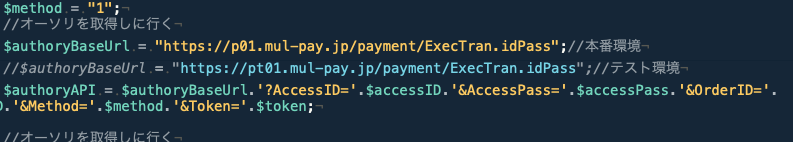 $method = "1";¬
//オーソリを取得しに行く¬
$authoryBaseUrl = "https://p01.mul-pay.jp/payment/ExecTran.idPass";//本番環境¬
//$authoryBaseUrl = "https://pt01.mul-pay.jp/payment/ExecTran.idPass";//テスト環境¬
$authoryAPI = $authoryBaseUrl.'?AccessID='.$accessID.'&AccessPass='.$accessPass.'&OrderID='.
D.'&Method='.$method.'&Token='.$token;¬
//オーソリを取得しに行く¬